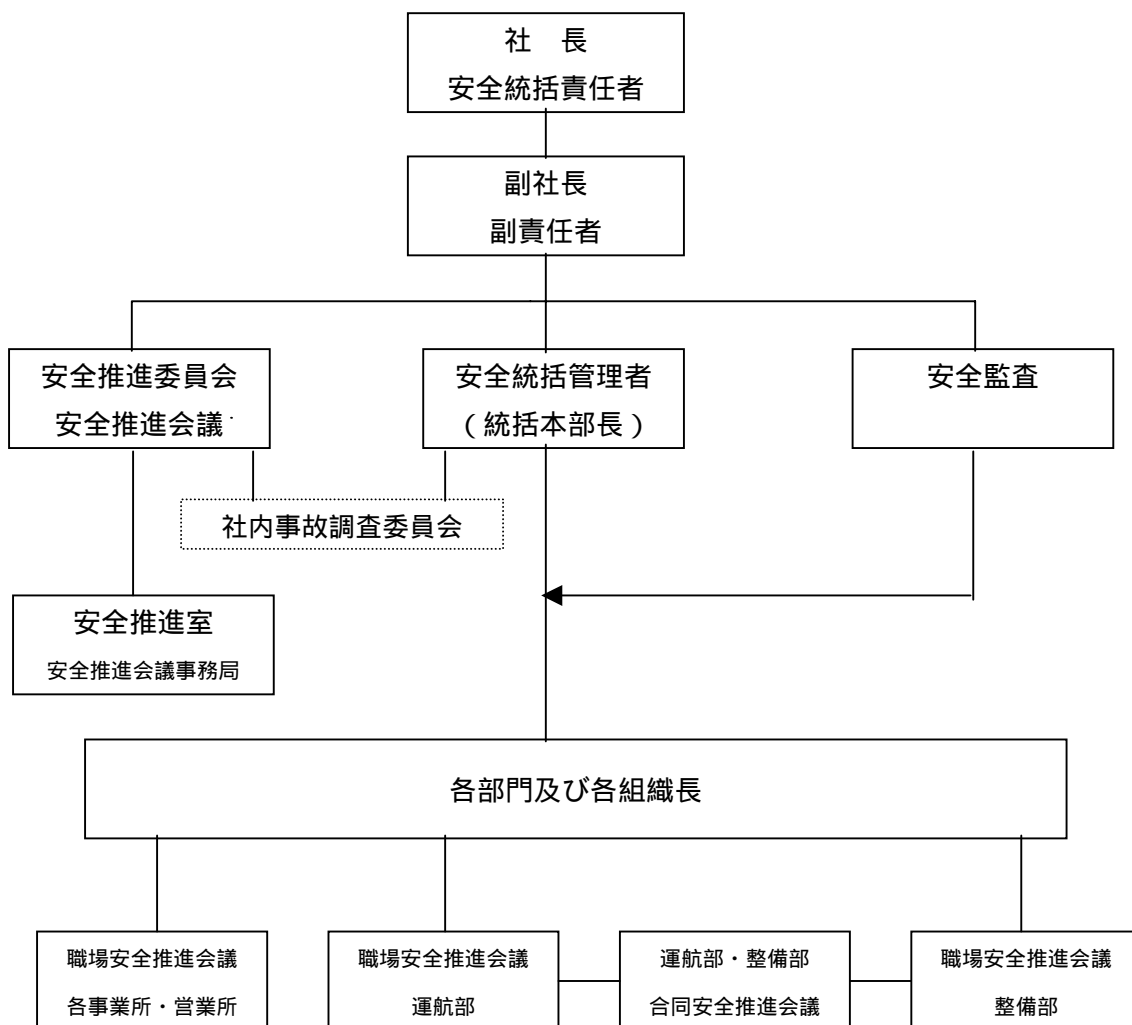 社　長
安全統括責任者
副社長
副責任者
安全推進委員会
安全推進会議
安全統括管理者
（統括本部長）
安全監査
社内事故調査委員会
安全推進室
安全推進会議事務局
各部門及び各組織長
職場安全推進会議
各事業所・営業所
職場安全推進会議
運航部
運航部・整備部
合同安全推進会議
職場安全推進会議
整備部